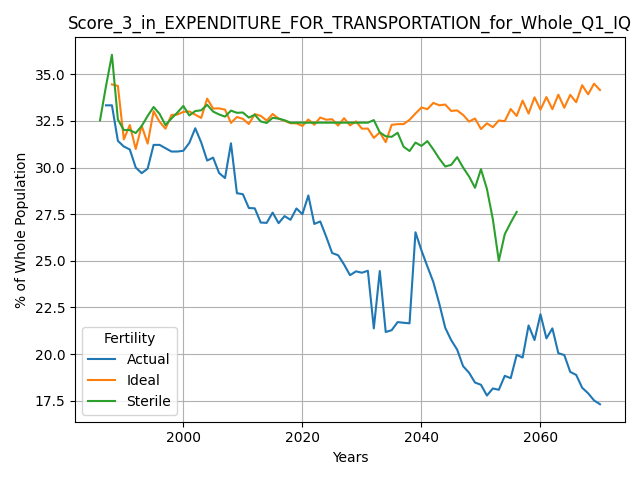 Score_3_in_EXPENDITURE_FOR_TRANSPORTATION_for_Whole_Q1_IQ
% of Whole Population
35.0
32.5
30.0
27.5
25.0
22.5
20.0
17.5
Fertility
Actual
Ideal
Sterile
2000
2020
2040
2060
Years